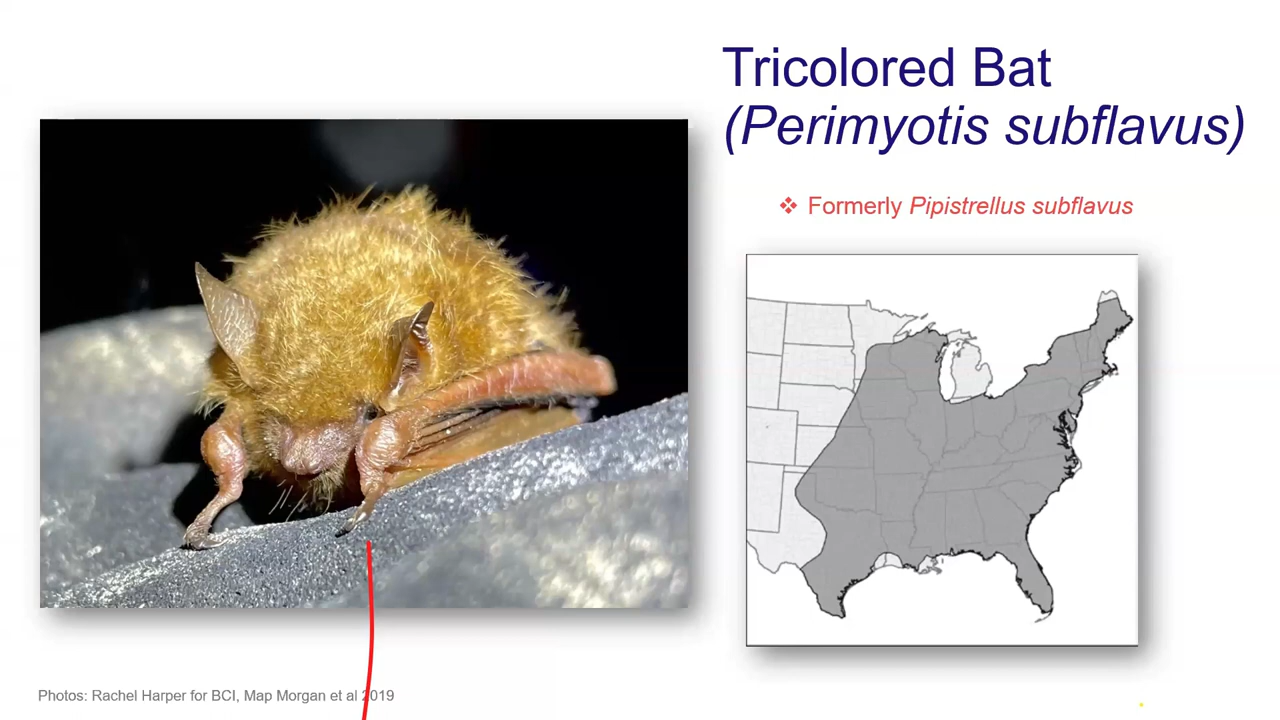 Tricolored Bat
(Perimyotis subflavus)
❖ Formerly Pipistrellus subflavus
Photos: Rachel Harper for BCI, Map Morgan et al 2019